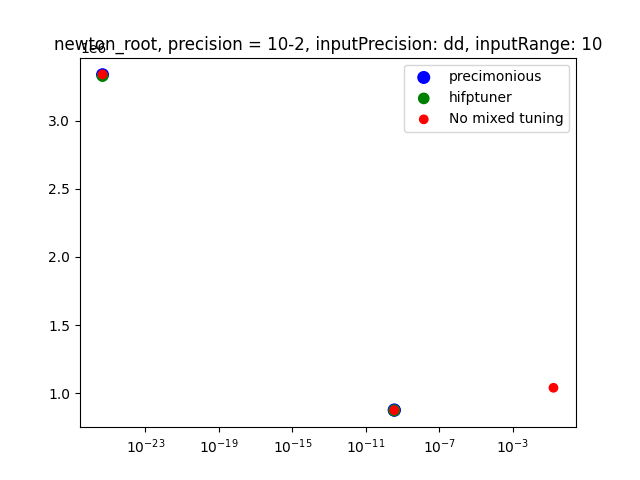 newton_root, precision = 10-2, inputPrecision: dd, inputRange: 10
1e6
precimonious
hifptuner
No mixed tuning
3.0
2.5
2.0
1.5
1.0
10⁻²³ 10⁻¹⁹ 10⁻¹⁵ 10⁻¹¹ 10⁻⁷ 10⁻³